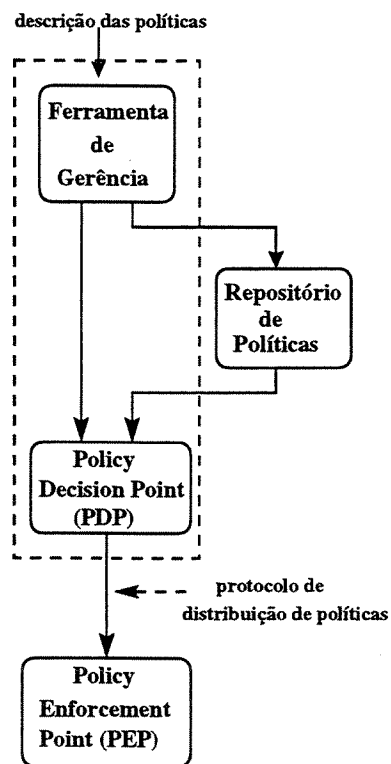 descrição das políticas
Ferramenta
de
Gerência
Repositório
de
Políticas
Policy
Decision Point
(PDP)
protocolo de
distribuição de políticas
Policy
Enforcement
Point (PEP)